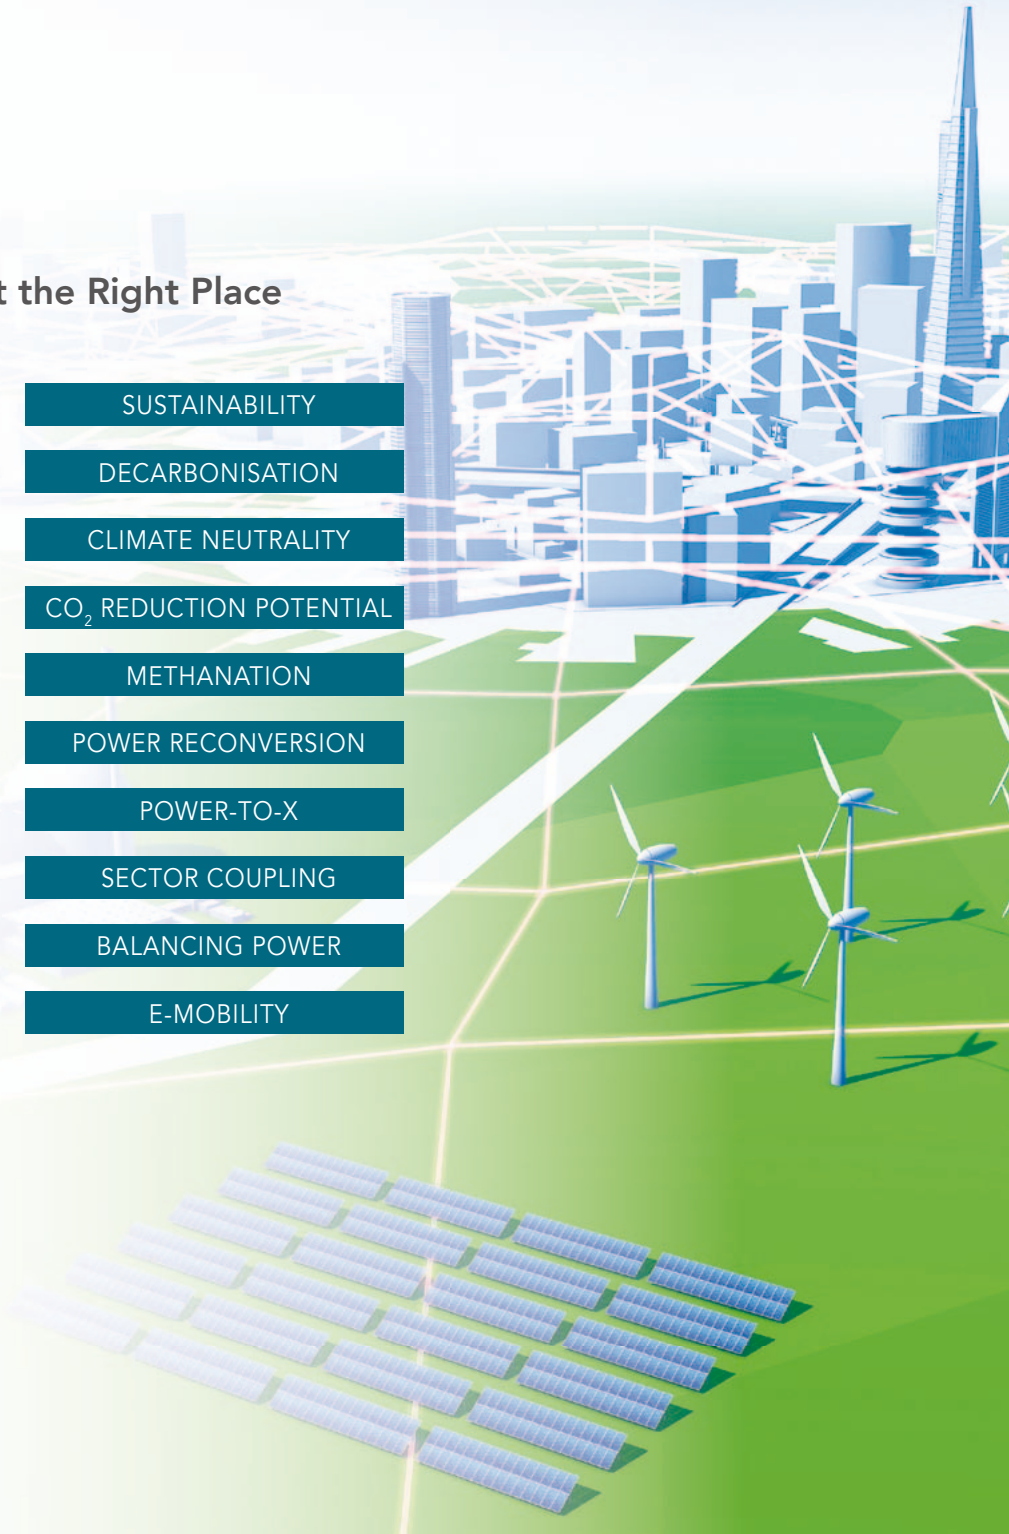 t the Right Place
SUSTAINABILITY
DECARBONISATION
CLIMATE NEUTRALITY
CO₂ REDUCTION POTENTIAL
METHANATION
POWER RECONVERSION
POWER-TO-X
SECTOR COUPLING
BALANCING POWER
E-MOBILITY